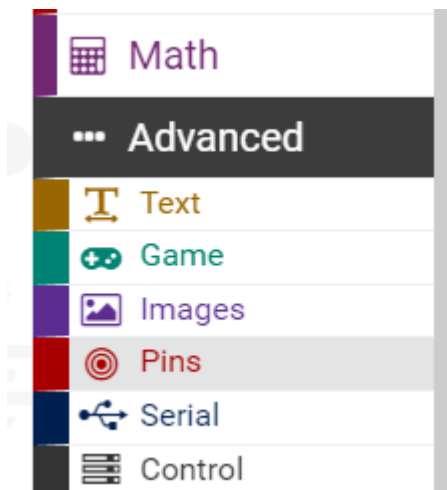 Math
Advanced
Text
Game
Images
Pins
Serial
Control